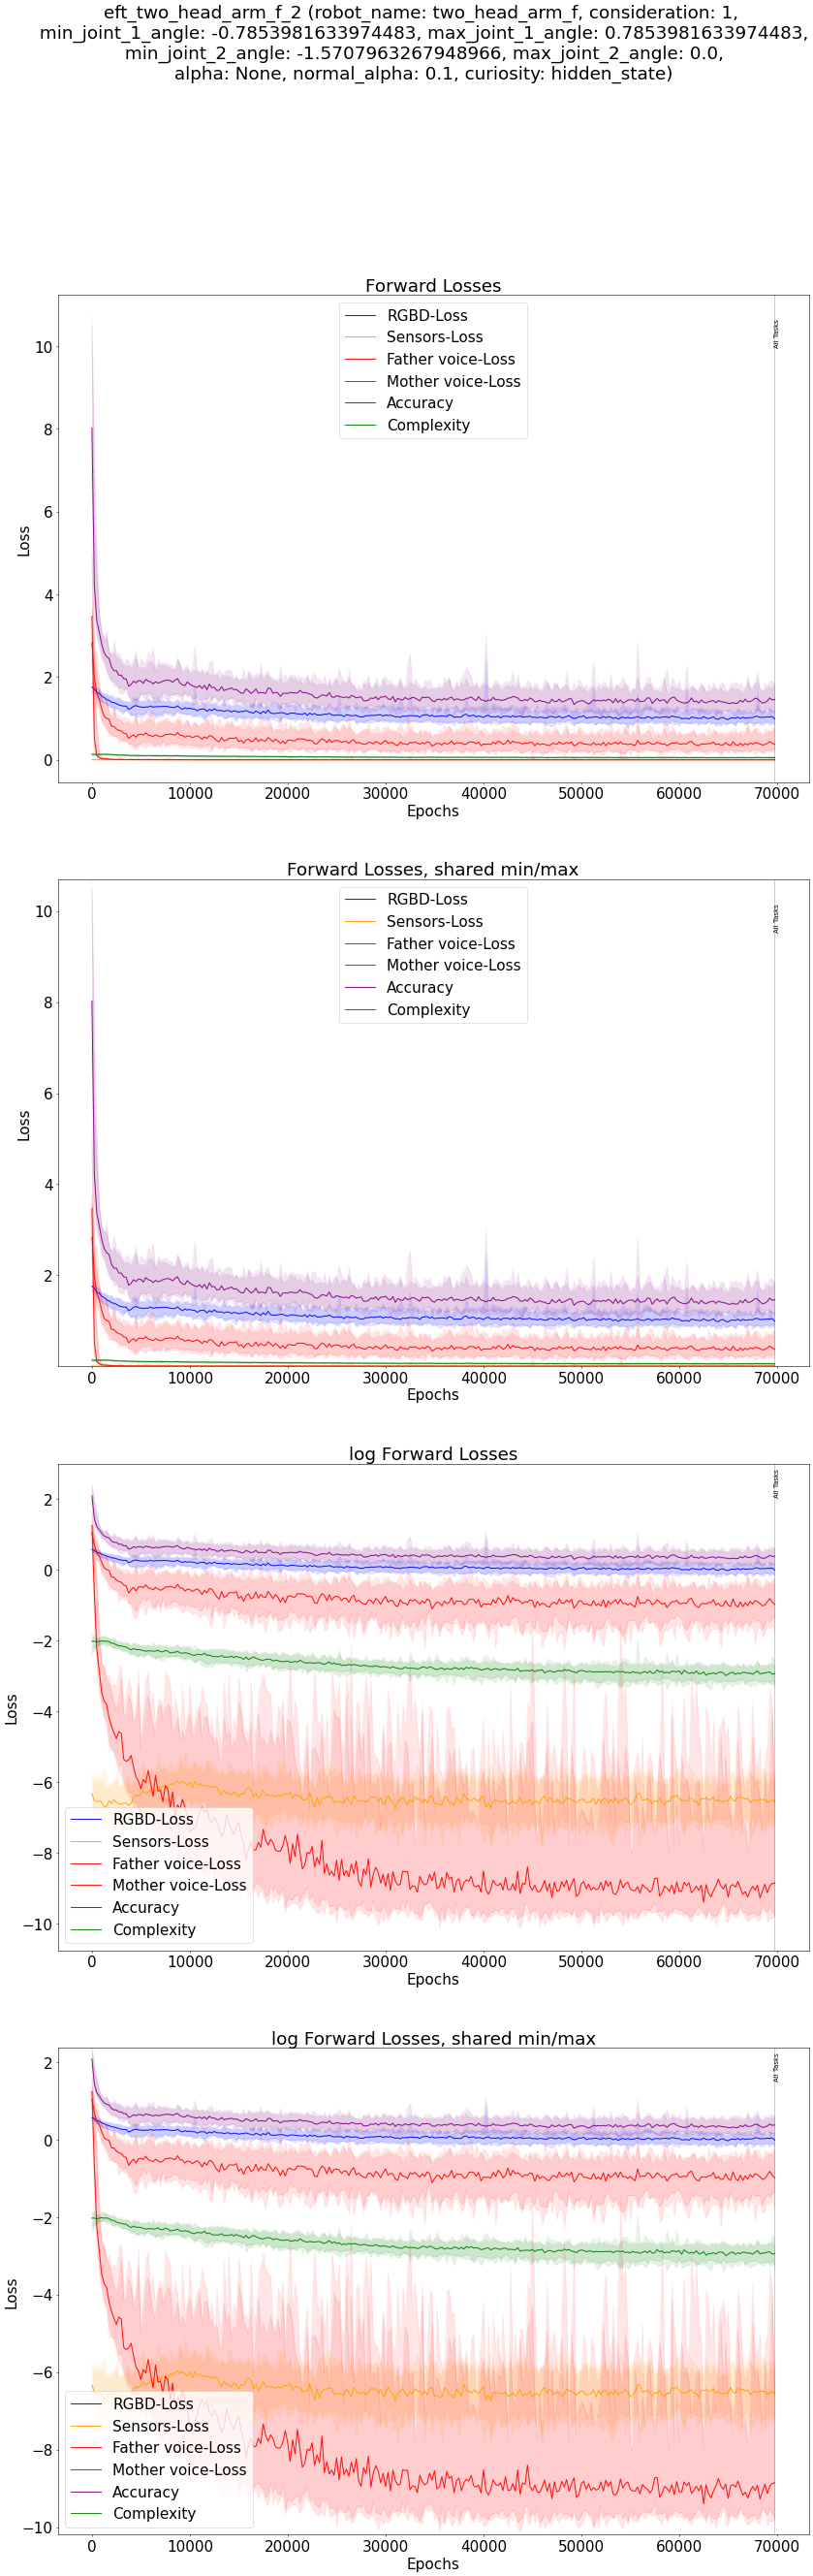 eft_two_head_arm_f_2 (robot_name: two_head_arm_f, consideration: 1,
min_joint_1_angle: -0.7853981633974483, max_joint_1_angle: 0.7853981633974483,
min_joint_2_angle: -1.5707963267948966, max_joint_2_angle: 0.0,
alpha: None, normal_alpha: 0.1, curiosity: hidden_state)
Forward Losses
RGBD-Loss
Sensors-Loss
Father voice-Loss
Mother voice-Loss
Accuracy
Complexity
All Tasks
10
8
6
4
2
0
Loss
0 10000 20000 30000 40000 50000 60000 70000
Epochs
Forward Losses, shared min/max
RGBD-Loss
Sensors-Loss
Father voice-Loss
Mother voice-Loss
Accuracy
Complexity
All Tasks
10
8
6
4
2
Loss
0 10000 20000 30000 40000 50000 60000 70000
Epochs
log Forward Losses
All Tasks
2
0
−2
−4
−6
−8
−10
Loss
RGBD-Loss
Sensors-Loss
Father voice-Loss
Mother voice-Loss
Accuracy
Complexity
0 10000 20000 30000 40000 50000 60000 70000
Epochs
log Forward Losses, shared min/max
All Tasks
2
0
−2
−4
−6
−8
−10
Loss
RGBD-Loss
Sensors-Loss
Father voice-Loss
Mother voice-Loss
Accuracy
Complexity
0 10000 20000 30000 40000 50000 60000 70000
Epochs